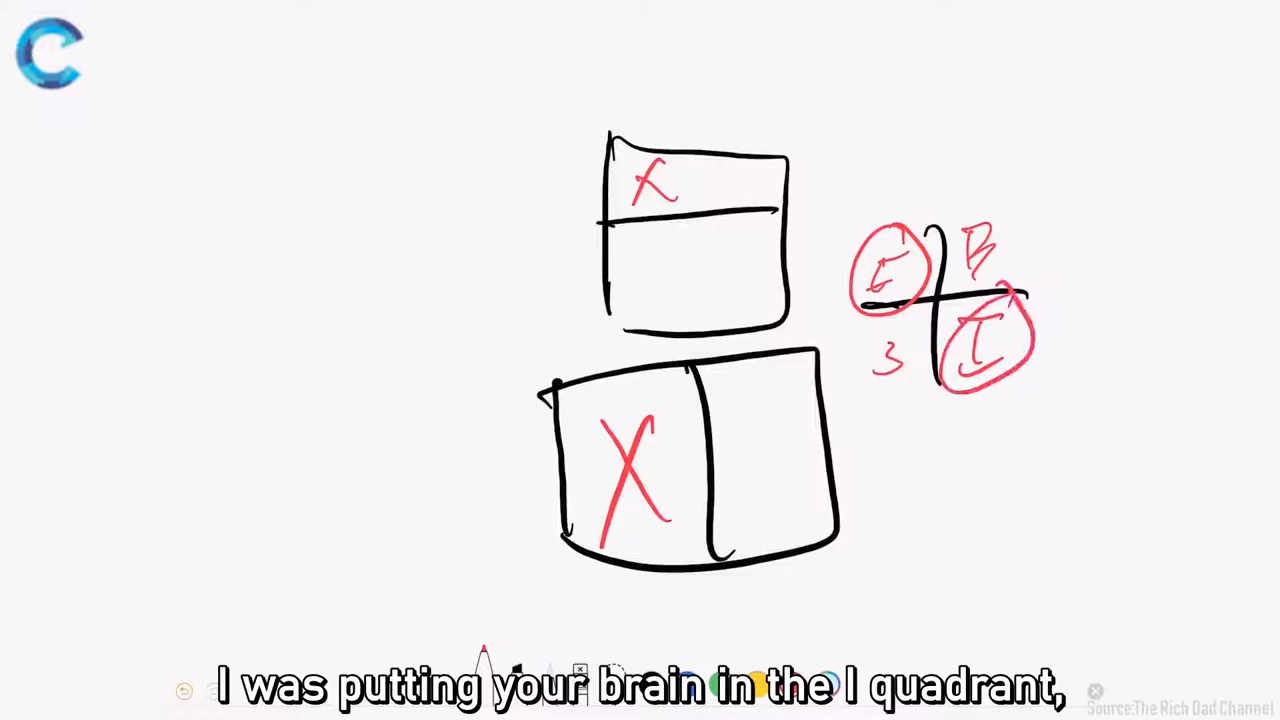 X
E B
S I
X
I was putting your brain in the I quadrant,
Source:The Rich Dad Channel